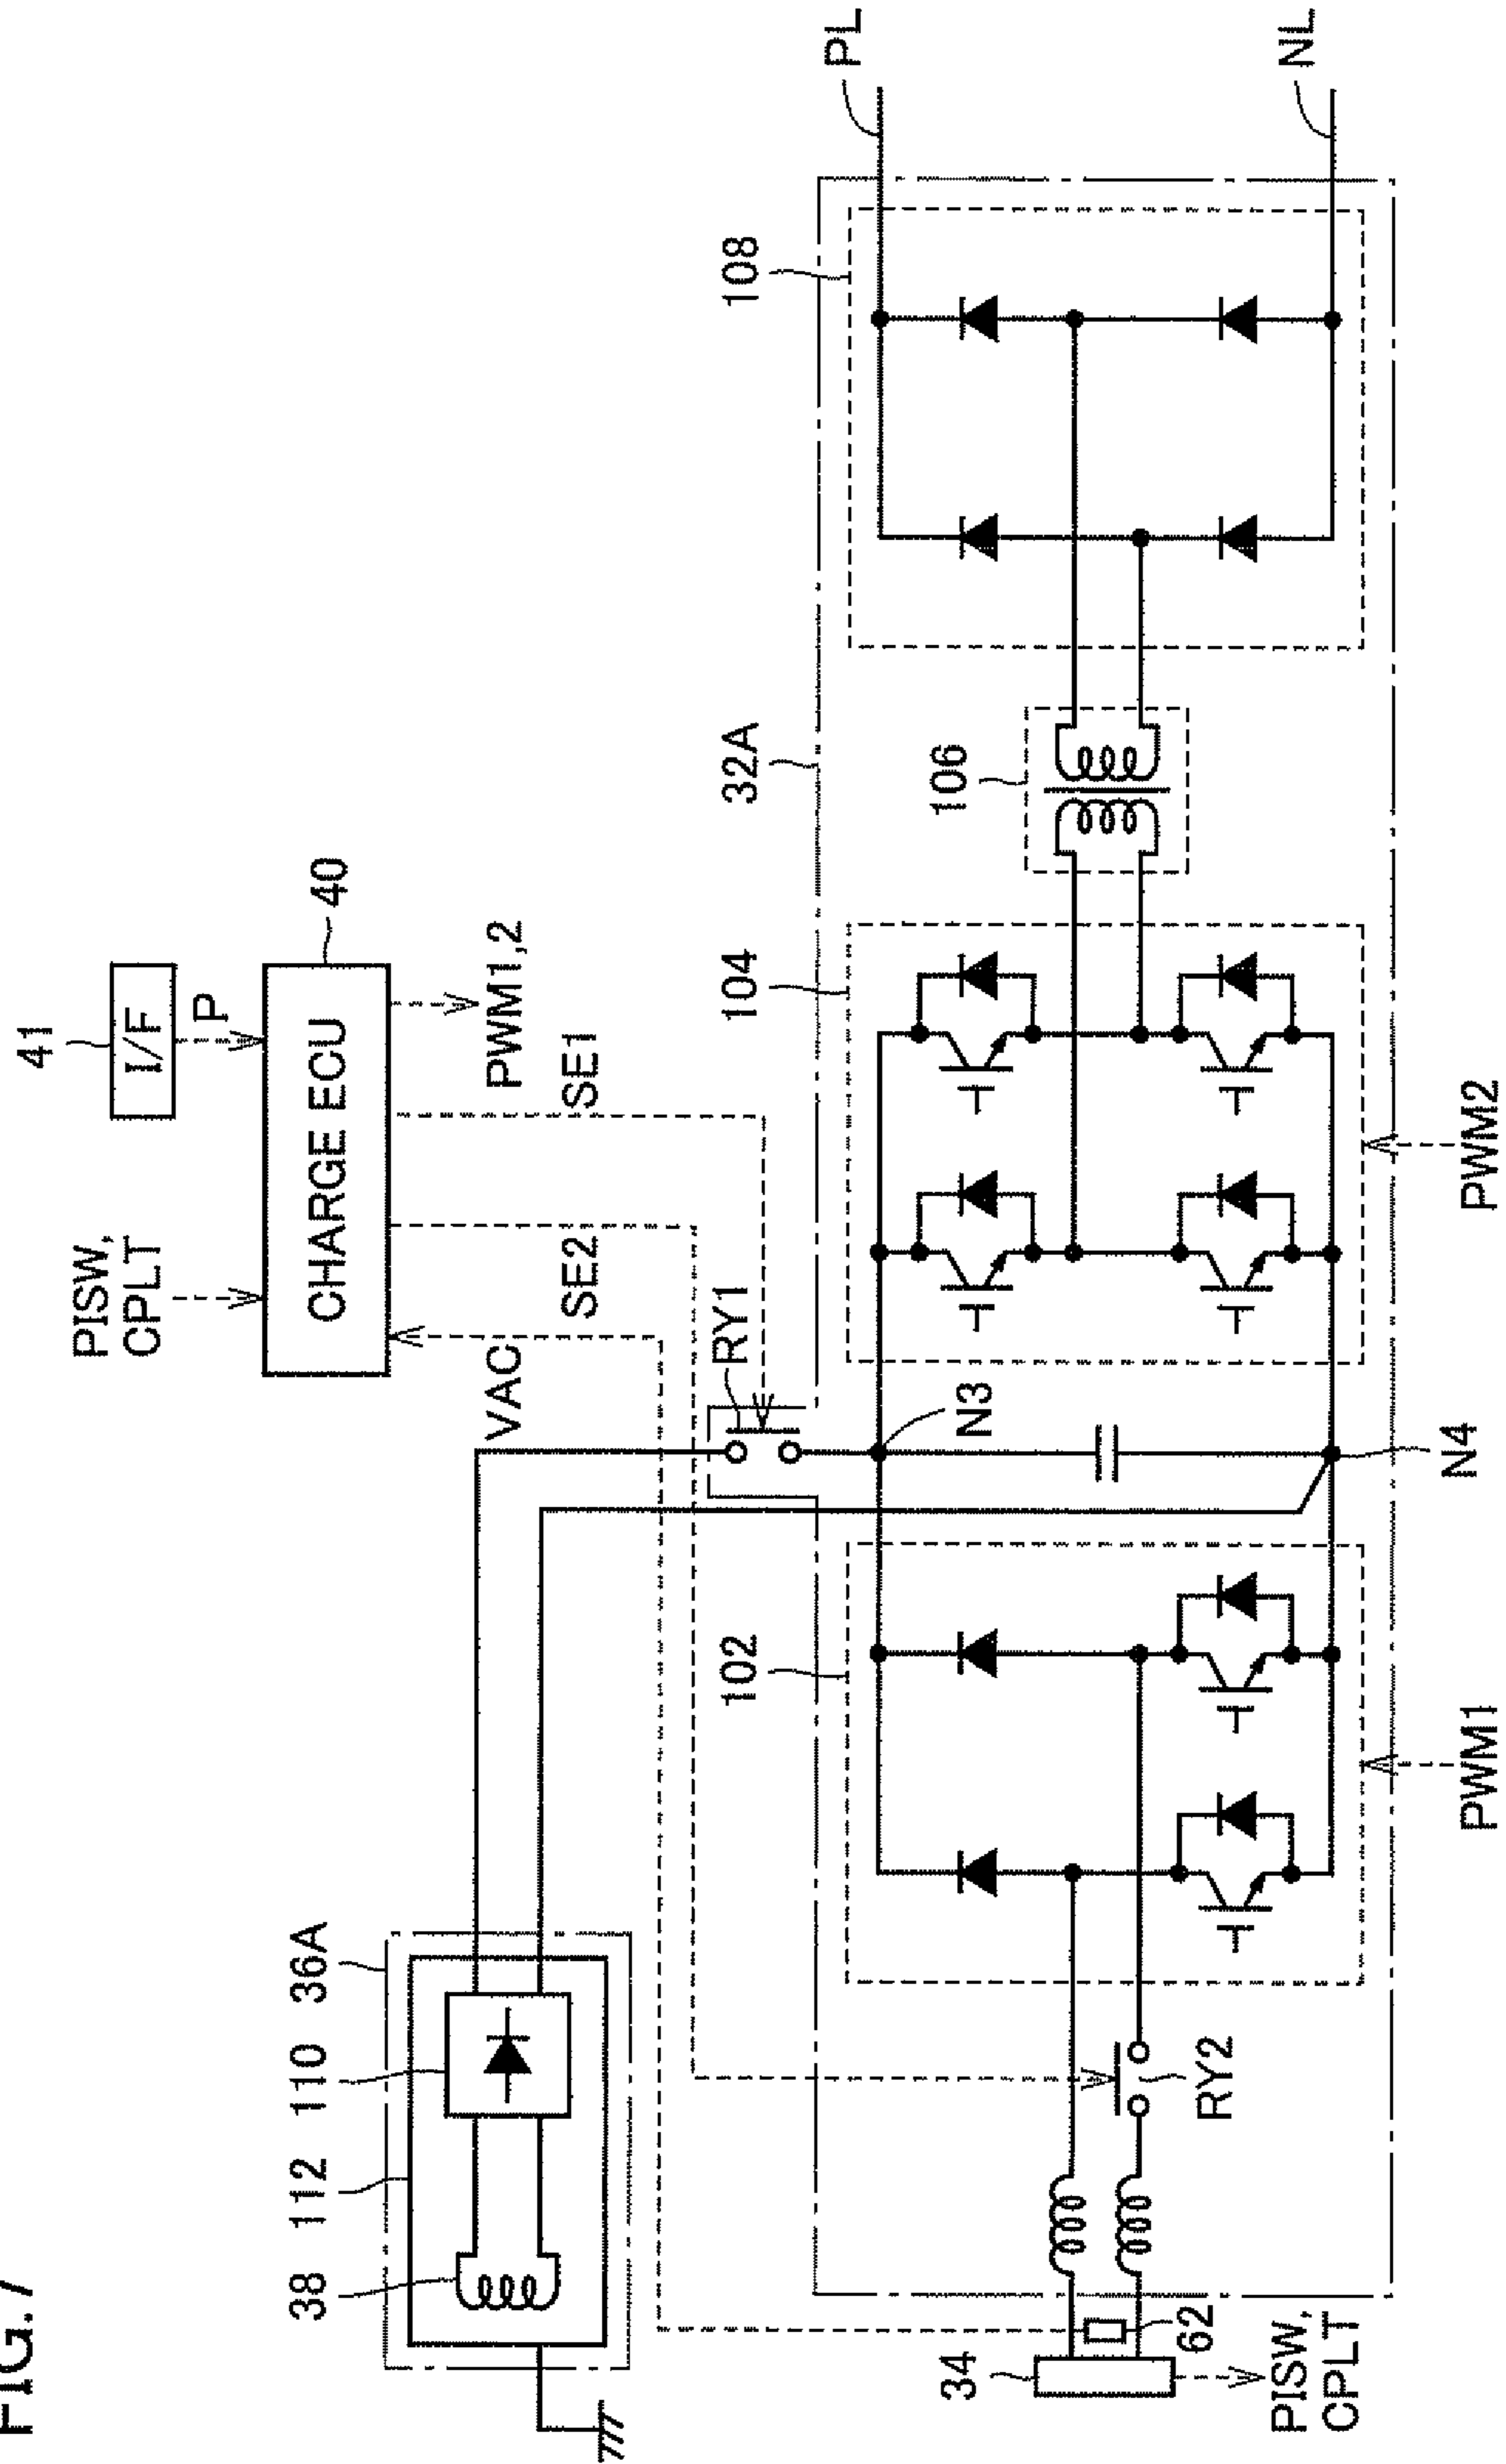 FIG.7
41
I/F
P
PISW,
CPLT
CHARGE ECU
40
VAC
SE2
SE1
PWM1,2
36A
110
112
38
RY1
32A
102
N3
104
106
108
PL
34
62
RY2
PISW,
CPLT
N4
NL
PWM1
PWM2